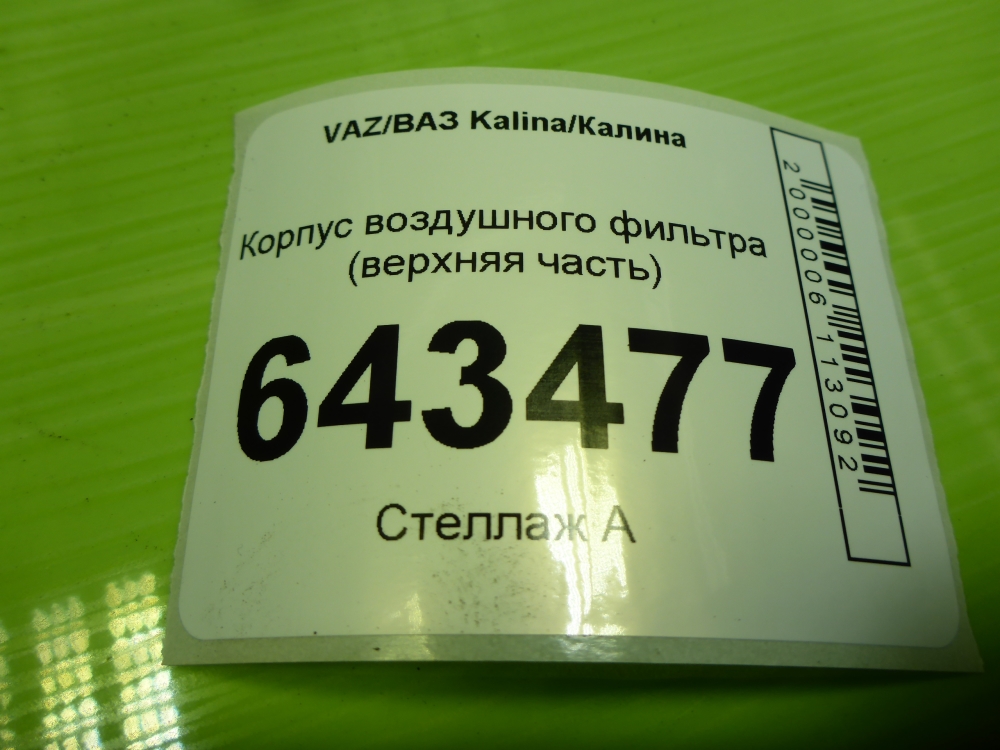 VAZ/ВАЗ Kalina/Калина
Корпус воздушного фильтра
(верхняя часть)
643477
Стеллаж А
2000006113092